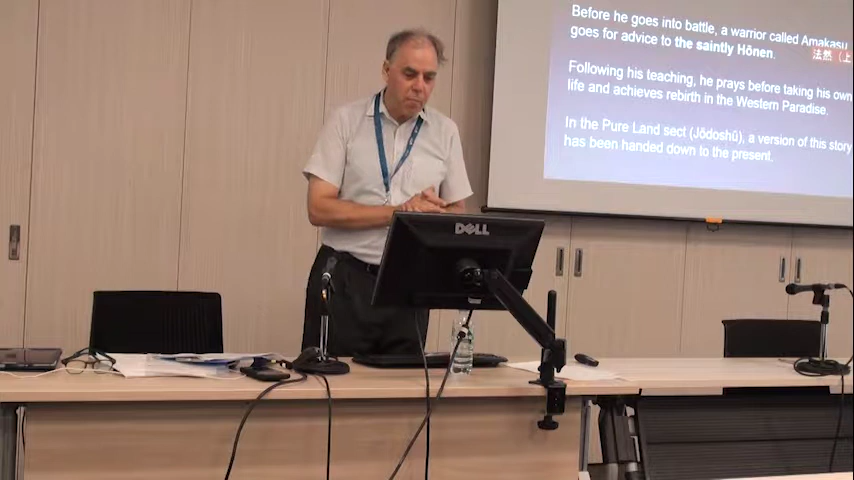 Before he goes into battle, a warrior called Amakasu
goes for advice to the saintly Hōnen.
法然（上
Following his teaching, he prays before taking his own
life and achieves rebirth in the Western Paradise.
In the Pure Land sect (Jōdoshū), a version of this story
has been handed down to the present.
DELL